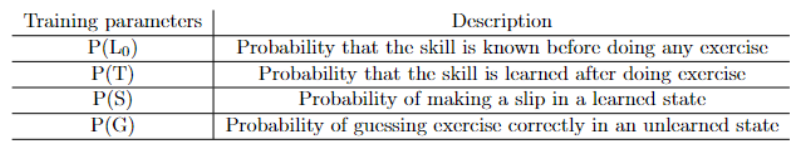 Training parameters Description
P(L₀) Probability that the skill is known before doing any exercise
P(T) Probability that the skill is learned after doing exercise
P(S) Probability of making a slip in a learned state
P(G) Probability of guessing exercise correctly in an unlearned state